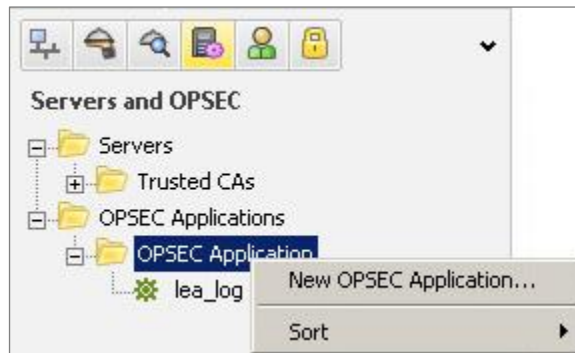 Servers and OPSEC
Servers
Trusted CAs
OPSEC Applications
OPSEC Application
lea_log
New OPSEC Application...
Sort